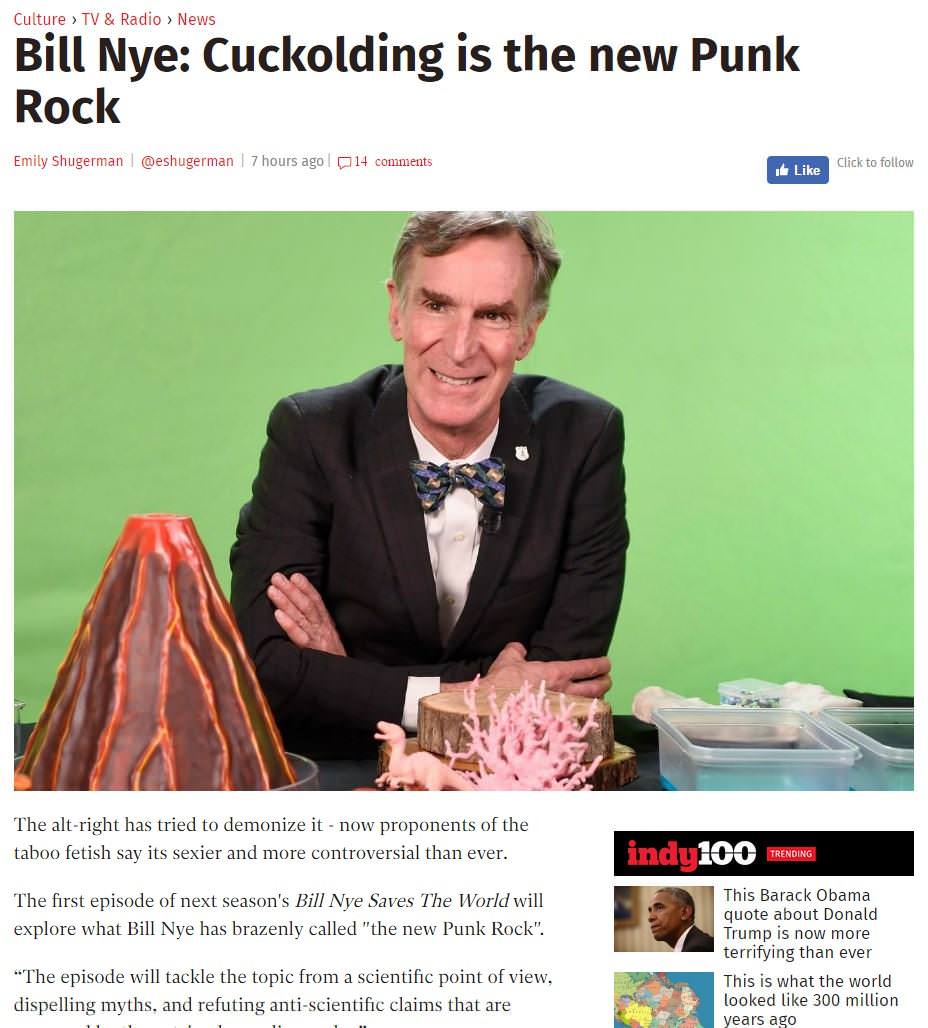 Culture › TV & Radio › News
Bill Nye: Cuckolding is the new Punk
Rock
Emily Shugerman | @eshugerman | 7 hours ago | 14 comments
Like
Click to follow
The alt-right has tried to demonize it - now proponents of the
taboo fetish say its sexier and more controversial than ever.
The first episode of next season's Bill Nye Saves The World will
explore what Bill Nye has brazenly called "the new Punk Rock".
“The episode will tackle the topic from a scientific point of view,
dispelling myths, and refuting anti-scientific claims that are
indy100 TRENDING
This Barack Obama
quote about Donald
Trump is now more
terrifying than ever
This is what the world
looked like 300 million
years ago